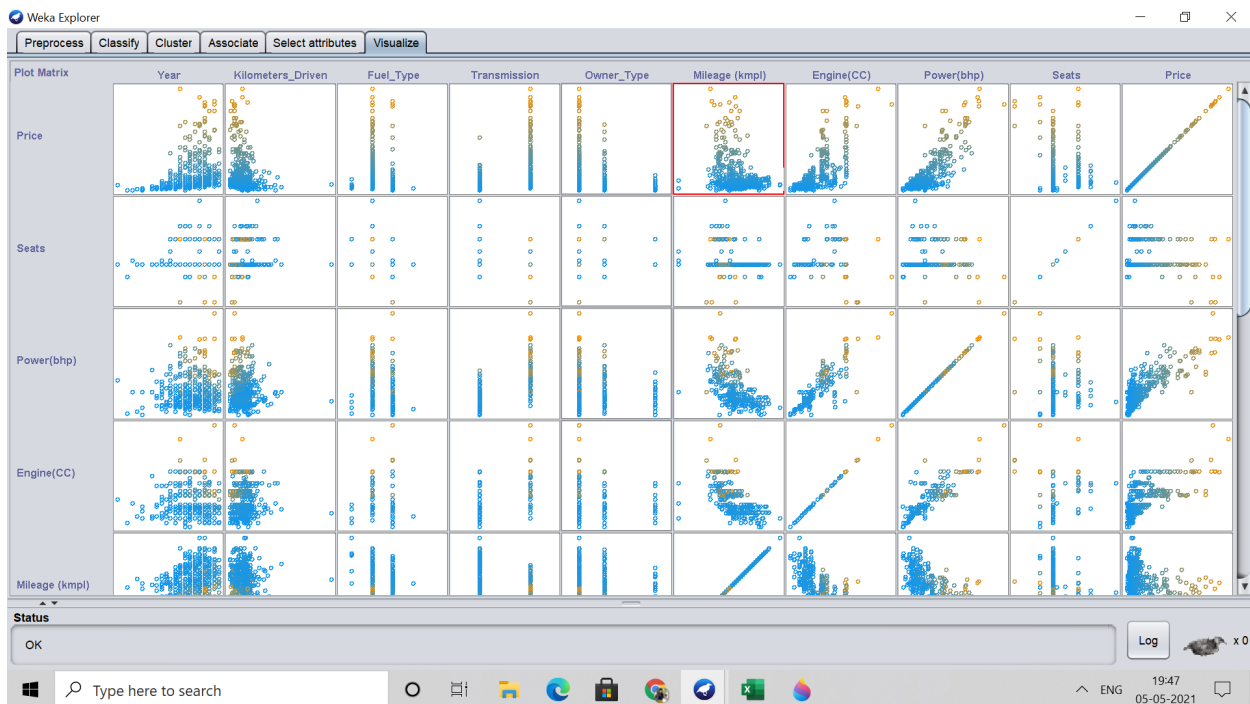 Weka Explorer
Preprocess Classify Cluster Associate Select attributes Visualize
Plot Matrix Year Kilometers_Driven Fuel_Type Transmission Owner_Type Mileage (kmpl) Engine(CC) Power(bhp) Seats Price
Price
Seats
Power(bhp)
Engine(CC)
Mileage (kmpl)
Status
OK
Log
x 0
Type here to search
ENG
19:47
05-05-2021